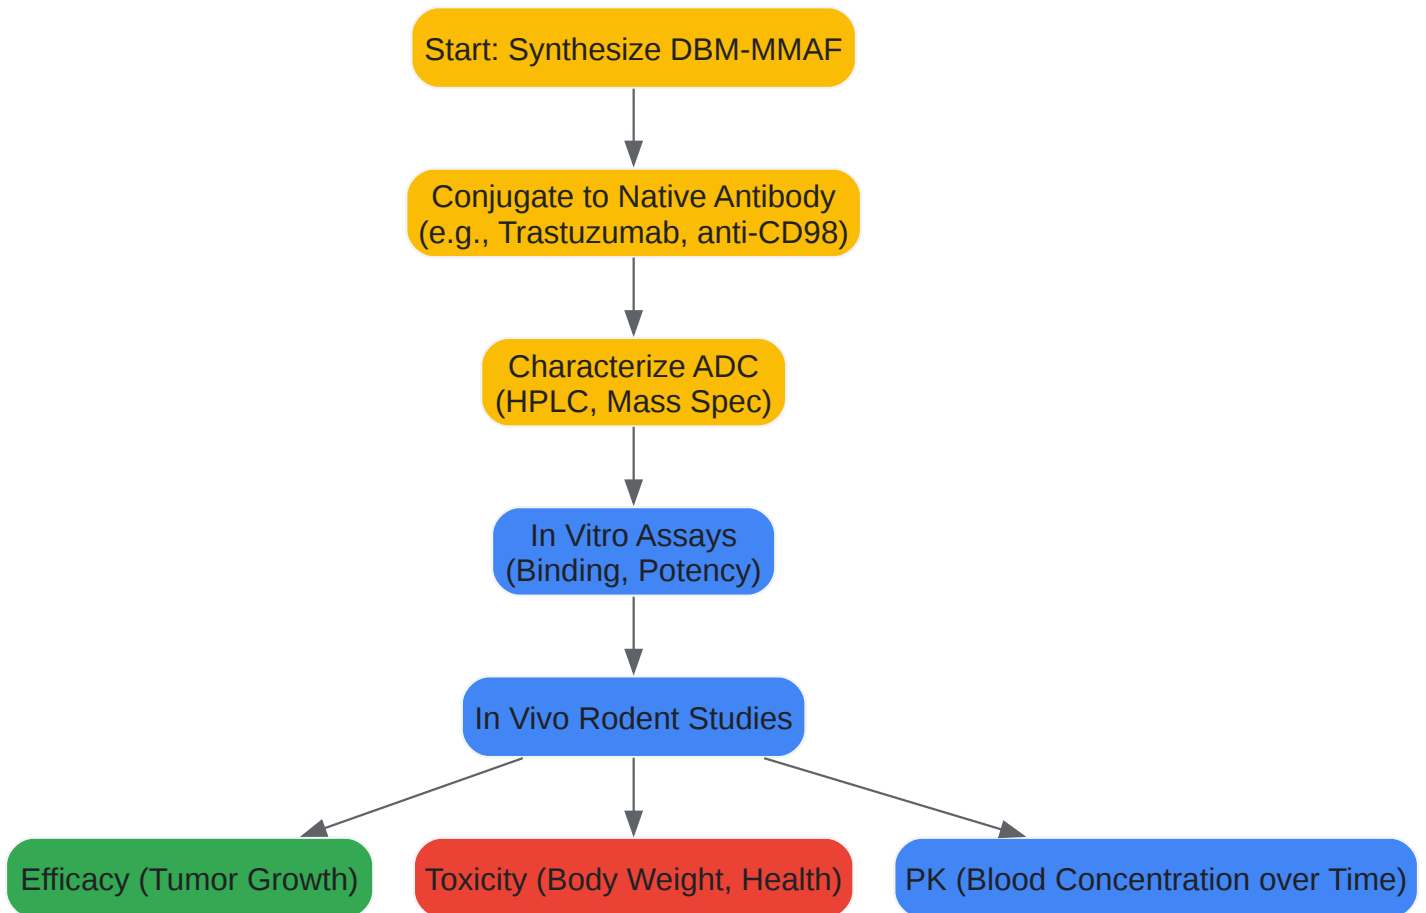 Start: Synthesize DBM-MMAF
Conjugate to Native Antibody
(e.g., Trastuzumab, anti-CD98)
Characterize ADC
(HPLC, Mass Spec)
In Vitro Assays
(Binding, Potency)
In Vivo Rodent Studies
Efficacy (Tumor Growth)
Toxicity (Body Weight, Health)
PK (Blood Concentration over Time)